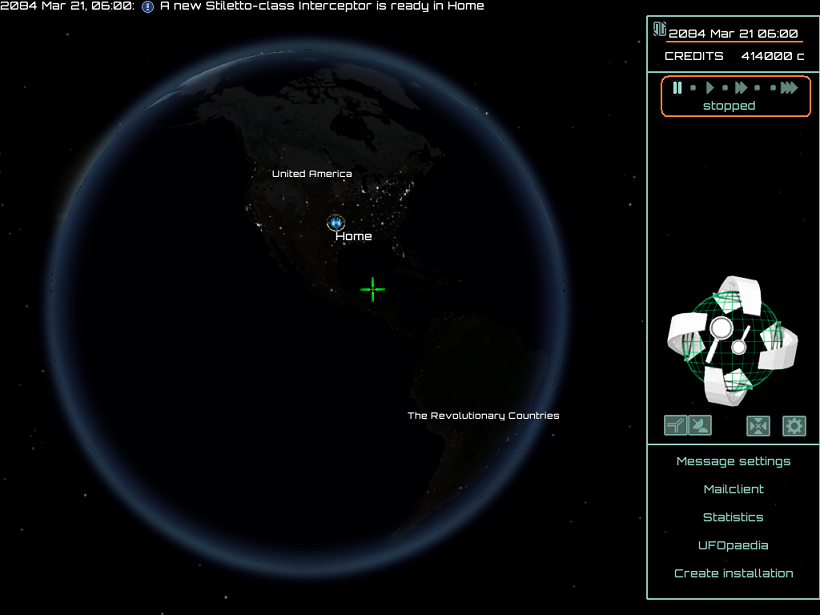 2084 Mar 21, 06:00: A new Stiletto-class Interceptor is ready in Home
2084 Mar 21 06:00
CREDITS 414000 c
stopped
United America
Home
The Revolutionary Countries
Message settings
Mailclient
Statistics
UFOpaedia
Create installation